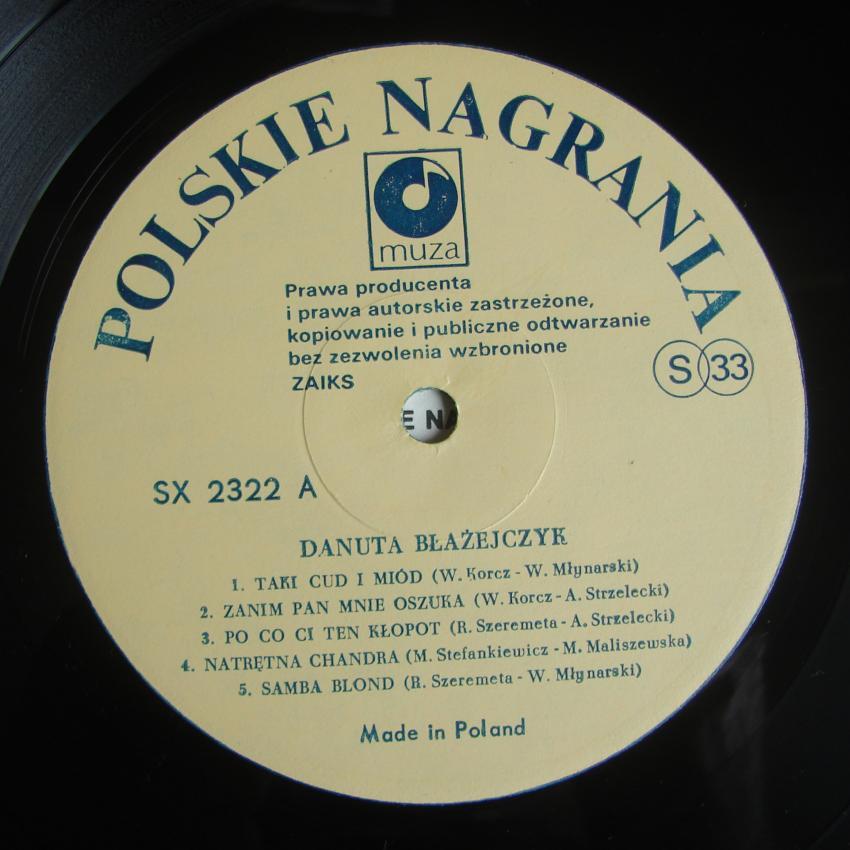 POLSKIE NAGRANIA
muza
Prawa producenta
i prawa autorskie zastrzeżone,
kopiowanie i publiczne odtwarzanie
bez zezwolenia wzbronione
ZAIKS
S 33
E NA
SX 2322 A
DANUTA BŁAŻEJCZYK
1. TAKI CUD I MIÓD (W. Korcz - W. Młynarski)
2. ZANIM PAN MNIE OSZUKA (W. Korcz - A. Strzelecki)
3. PO CO CI TEN KŁOPOT (R. Szeremeta - A. Strzelecki)
4. NATRĘTNA CHANDRA (M. Stefankiewicz - M. Maliszewska)
5. SAMBA BLOND (R. Szeremeta - W. Młynarski)
Made in Poland